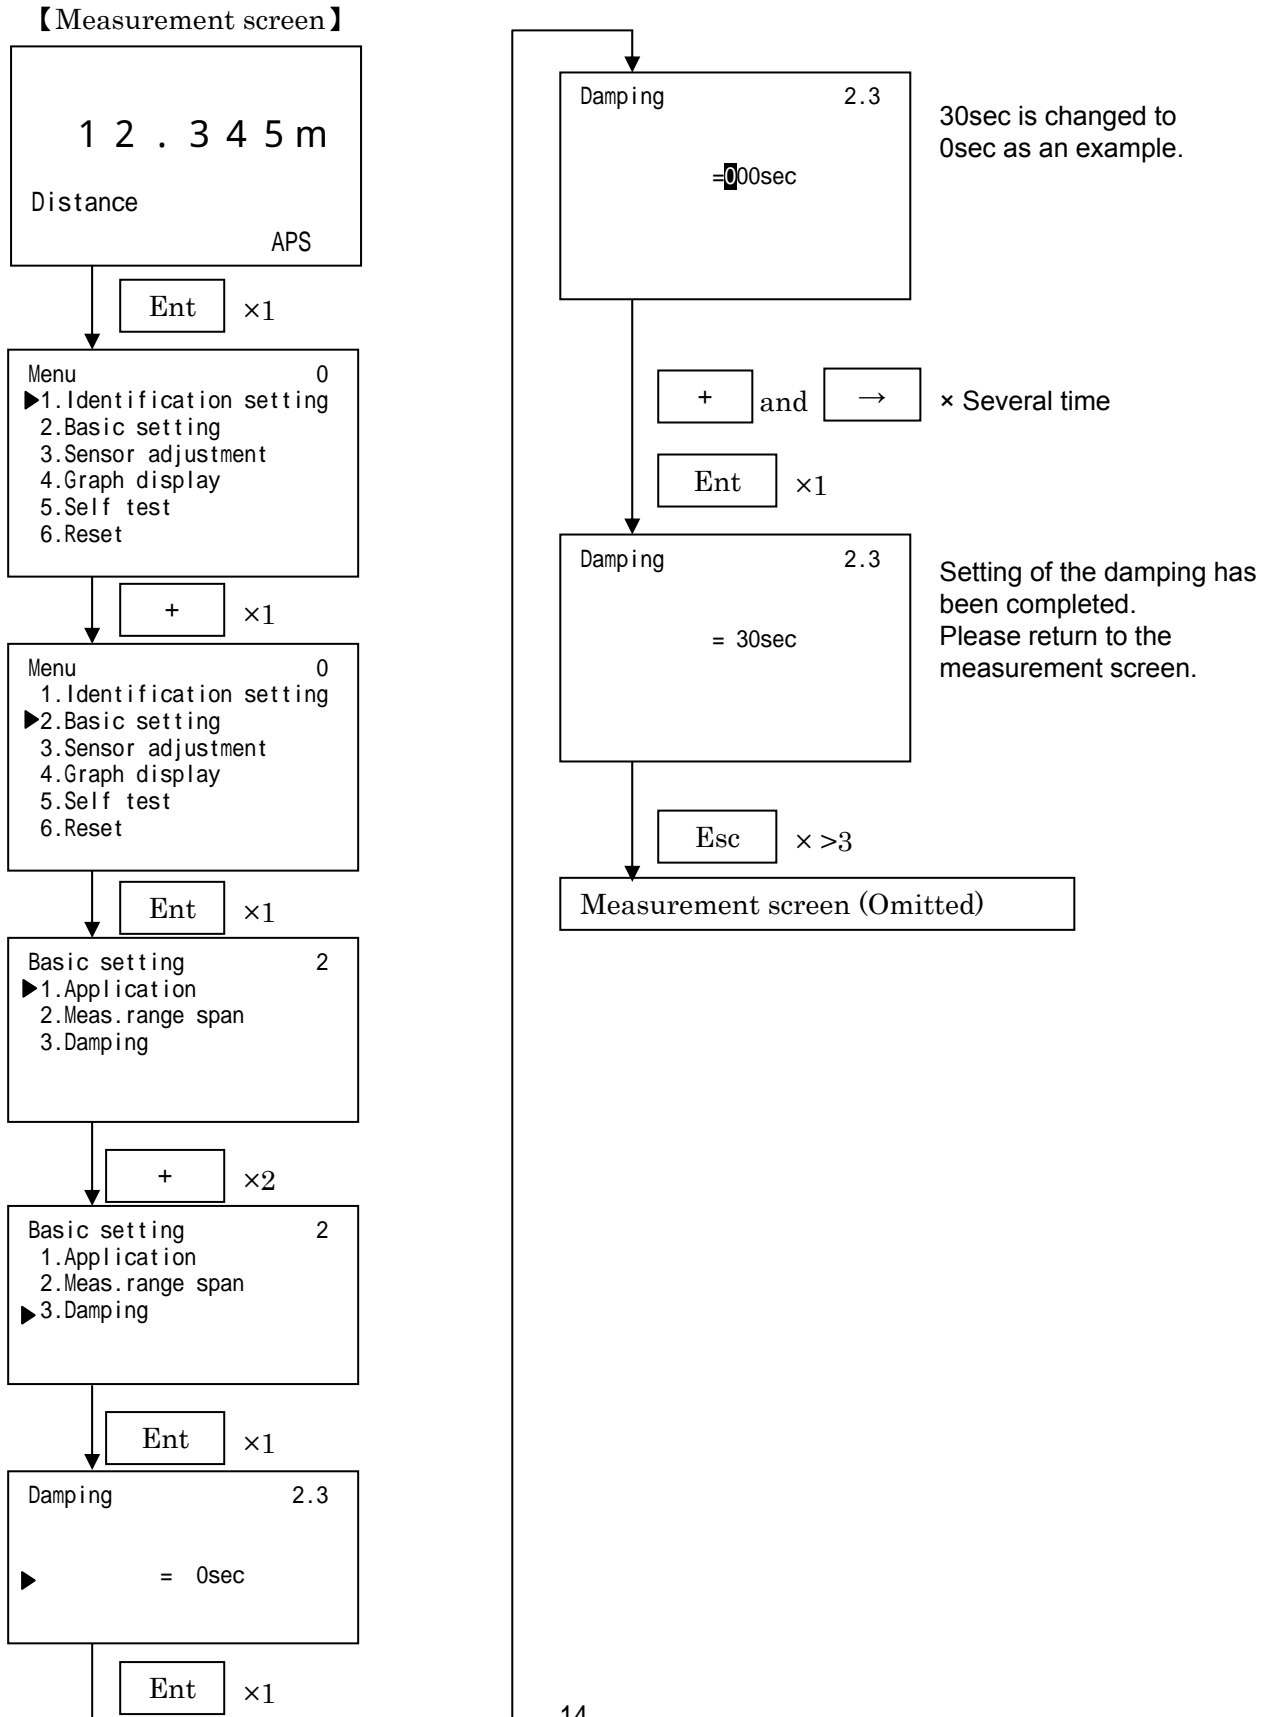 【Measurement screen】
12.345m
Distance
APS
Ent ×1
Menu 0
▶1.Identification setting
2.Basic setting
3.Sensor adjustment
4.Graph display
5.Self test
6.Reset
+ ×1
Menu 0
1.Identification setting
▶2.Basic setting
3.Sensor adjustment
4.Graph display
5.Self test
6.Reset
Ent ×1
Basic setting 2
▶1.Application
2.Meas.range span
3.Damping
+ ×2
Basic setting 2
1.Application
2.Meas.range span
▶3.Damping
Ent ×1
Damping 2.3
▶ = 0sec
Ent ×1
Damping 2.3
=000sec
30sec is changed to
0sec as an example.
+ and → × Several time
Ent ×1
Damping 2.3
= 30sec
Setting of the damping has
been completed.
Please return to the
measurement screen.
Esc × >3
Measurement screen (Omitted)
14